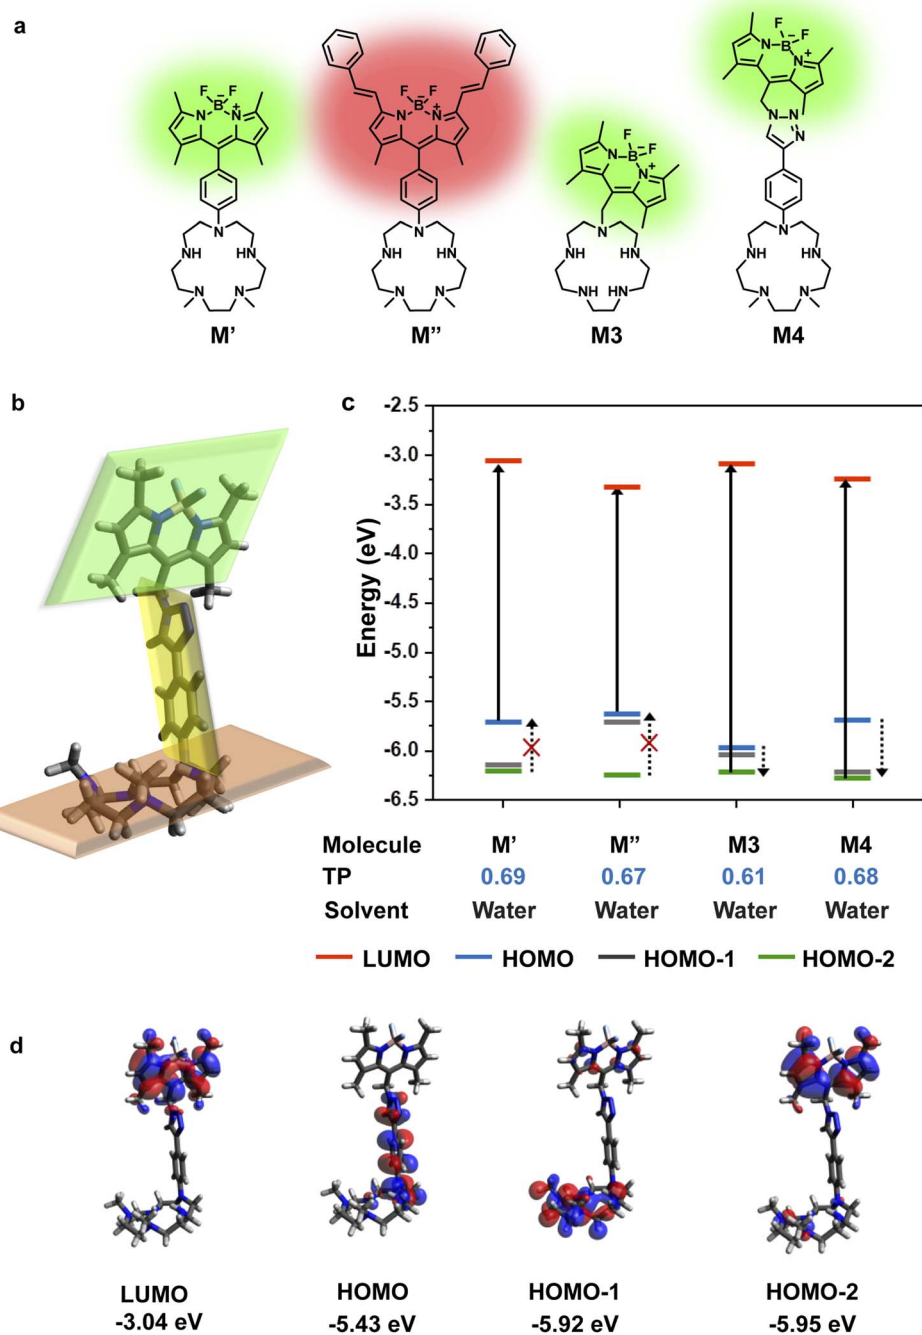 a
F F
B
N N+
N
NH HN
N N
M'
F F
B
N N+
N
NH HN
N N
M”
F
F
N B
N
+
N
NH HN
NH HN
M3
F F
B
N N+
N N
N
N
NH HN
N N
M4
b
c
Energy (eV)
-2.5
-3.0
-3.5
-4.0
-4.5
-5.0
-5.5
-6.0
-6.5
Molecule M' M'' M3 M4
TP 0.69 0.67 0.61 0.68
Solvent Water Water Water Water
LUMO HOMO HOMO-1 HOMO-2
d
LUMO HOMO HOMO-1 HOMO-2
-3.04 eV -5.43 eV -5.92 eV -5.95 eV